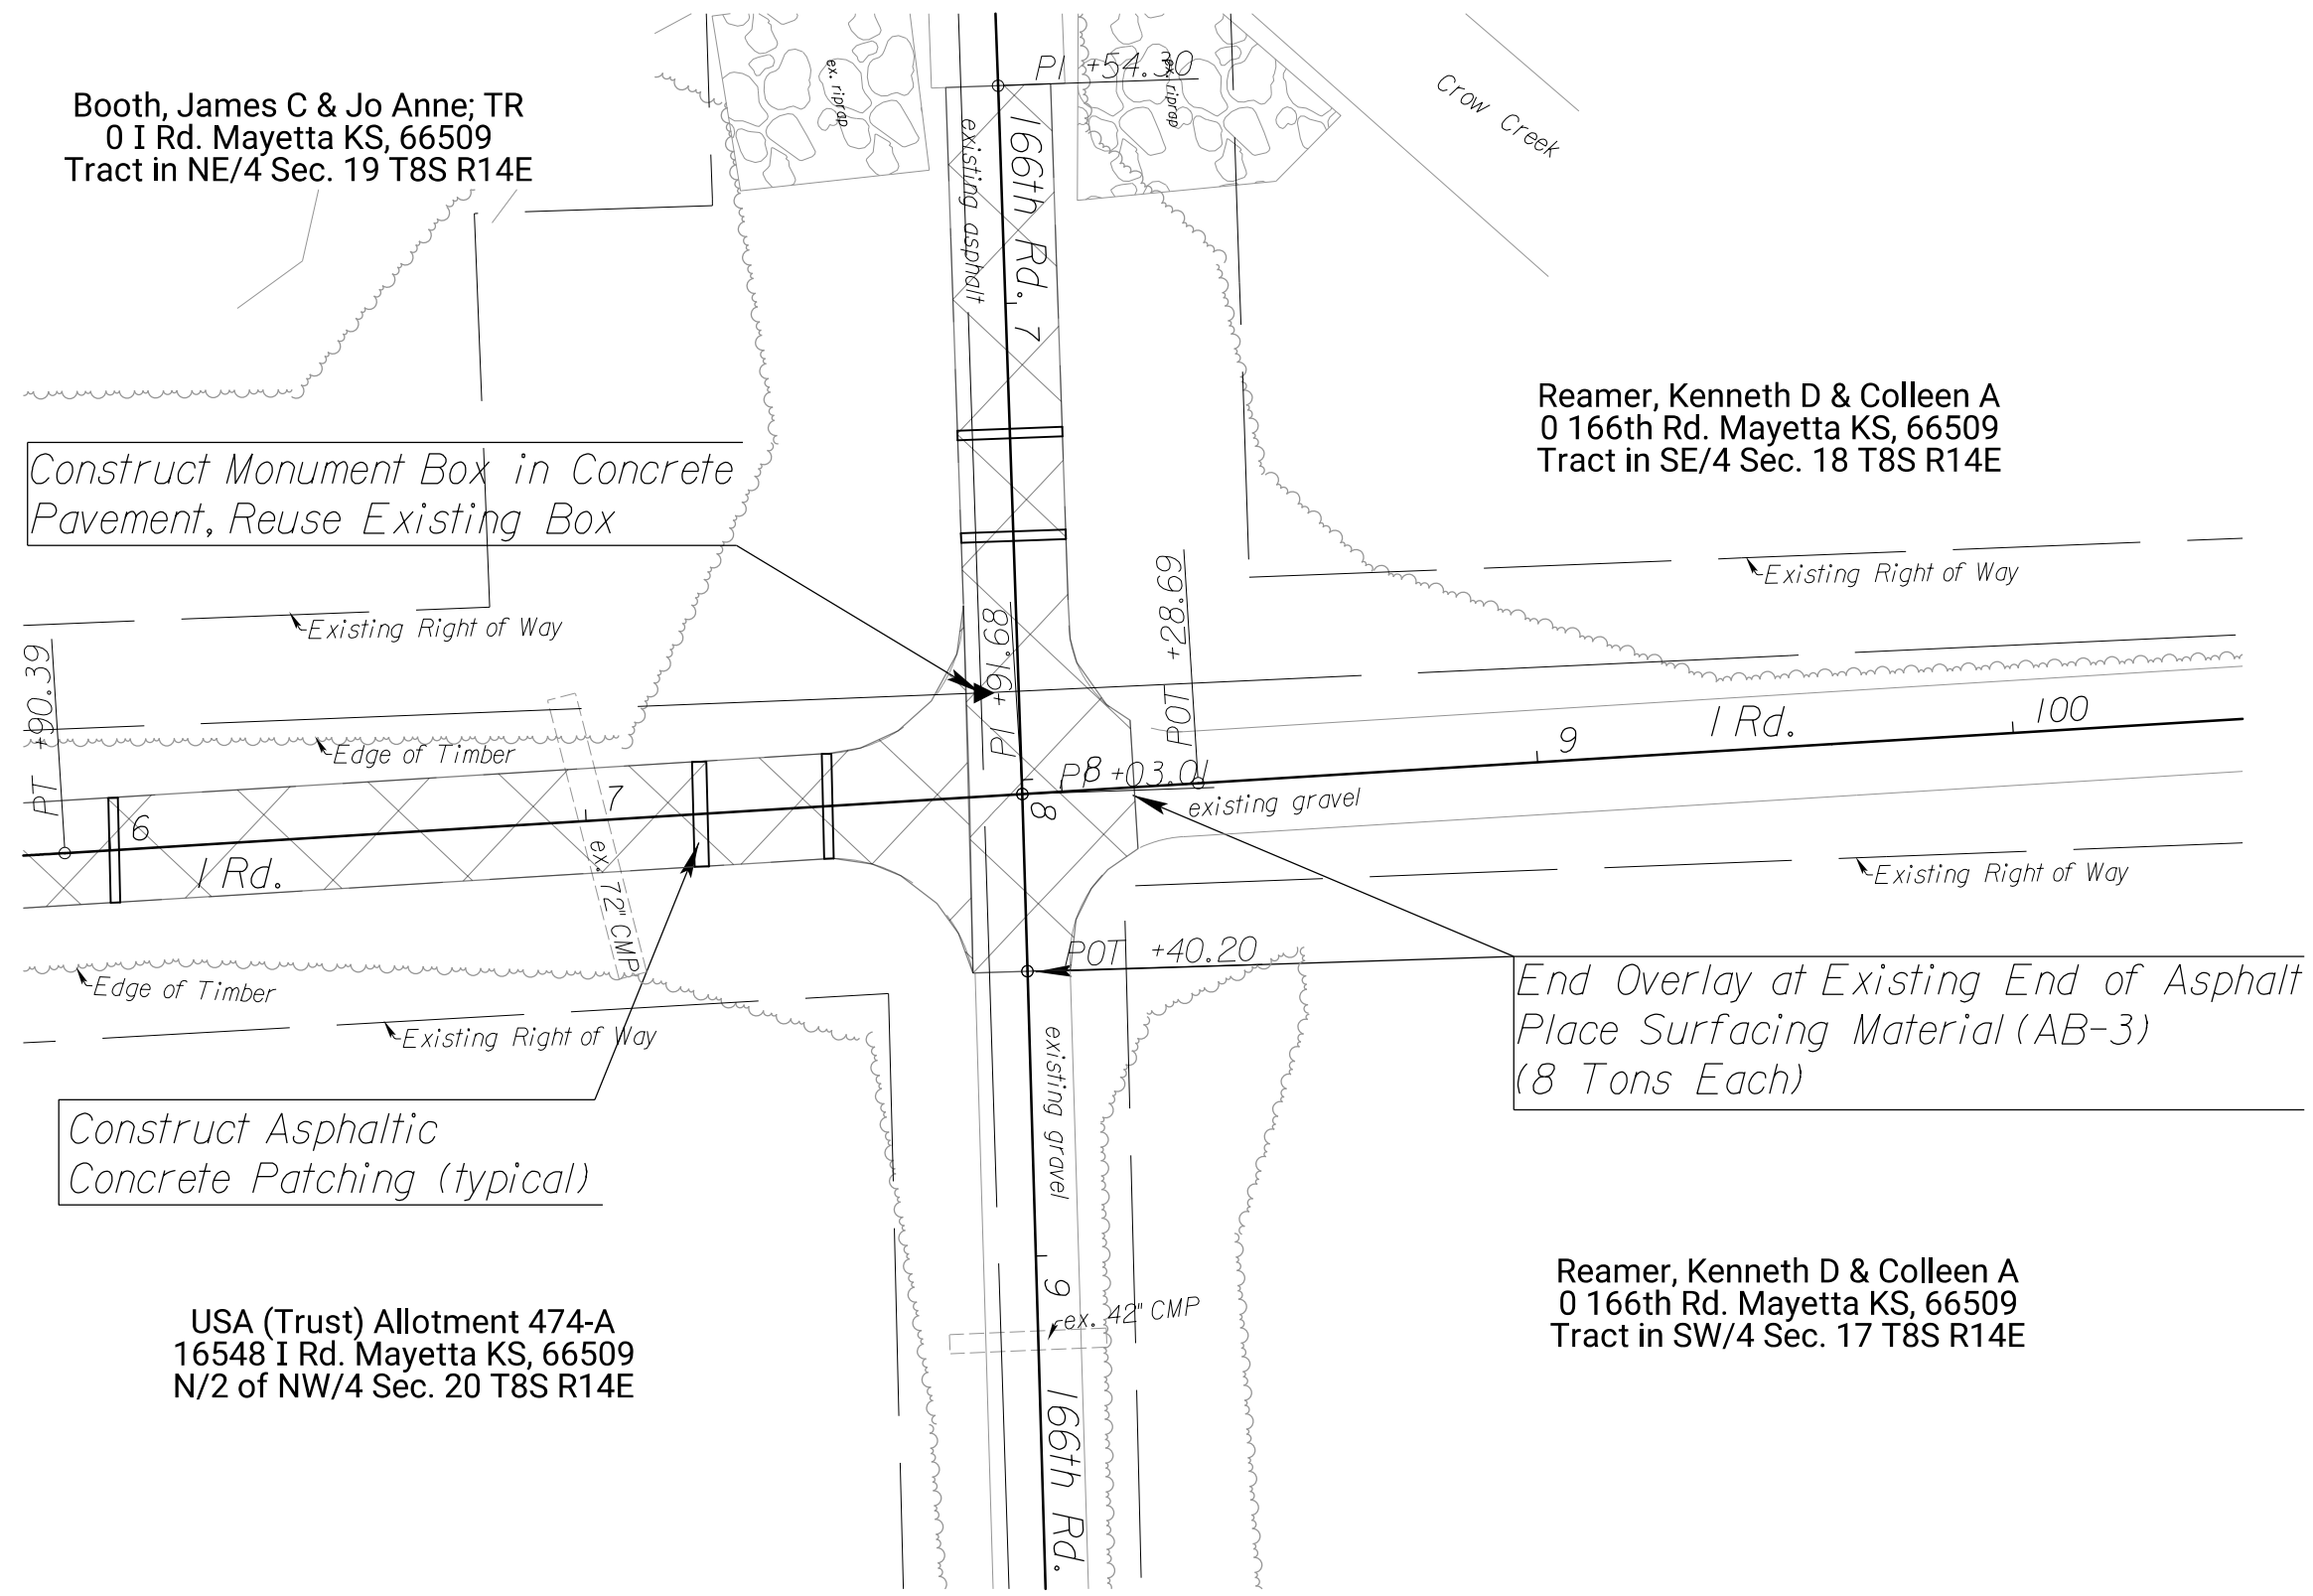 Booth, James C & Jo Anne; TR
0 I Rd. Mayetta KS, 66509
Tract in NE/4 Sec. 19 T8S R14E
ex. riprap
PI +54.30
ex. riprap
Crow Creek
existing asphalt
166th Rd.
7
Reamer, Kenneth D & Colleen A
0 166th Rd. Mayetta KS, 66509
Tract in SE/4 Sec. 18 T8S R14E
Construct Monument Box in Concrete
Pavement, Reuse Existing Box
Existing Right of Way
Existing Right of Way
PT +90.39
PI +91.68
POT +28.69
Edge of Timber
6
I Rd.
7
ex. 72" CMP
8
PI +03.01
8
existing gravel
9
I Rd.
100
Existing Right of Way
POT +40.20
Edge of Timber
Existing Right of Way
End Overlay at Existing End of Asphalt
Place Surfacing Material (AB-3)
(8 Tons Each)
Construct Asphaltic
Concrete Patching (typical)
existing gravel
9
ex. 42" CMP
166th Rd.
USA (Trust) Allotment 474-A
16548 I Rd. Mayetta KS, 66509
N/2 of NW/4 Sec. 20 T8S R14E
Reamer, Kenneth D & Colleen A
0 166th Rd. Mayetta KS, 66509
Tract in SW/4 Sec. 17 T8S R14E